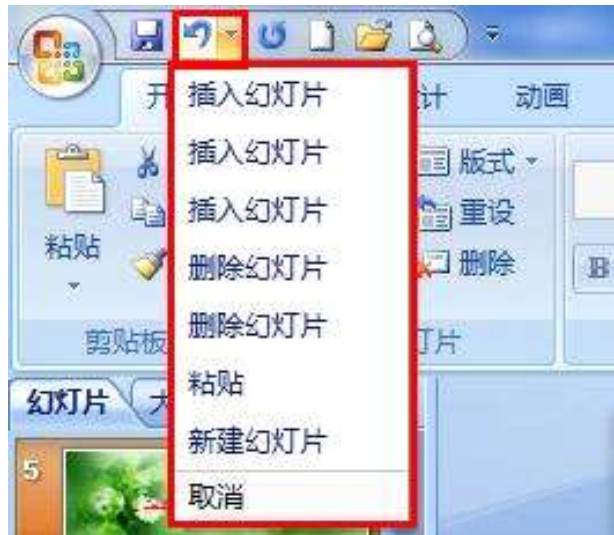 开
插入幻灯片
计
动画
插入幻灯片
版式
插入幻灯片
重设
粘贴
删除幻灯片
删除
B
剪贴板
删除幻灯片
灯片
幻灯片
大
粘贴
新建幻灯片
5
取消